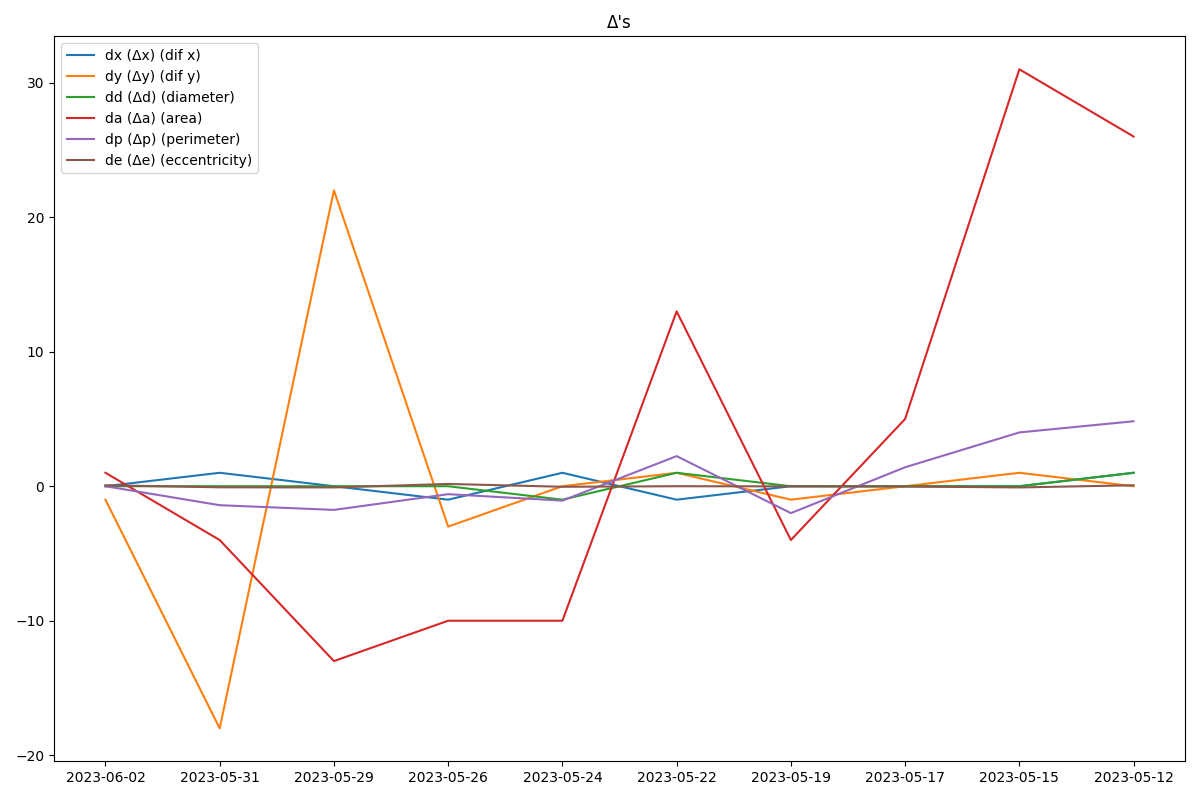 Δ's
dx (Δx) (dif x)
dy (Δy) (dif y)
dd (Δd) (diameter)
da (Δa) (area)
dp (Δp) (perimeter)
de (Δe) (eccentricity)
30
20
10
0
−10
−20
2023-06-02 2023-05-31 2023-05-29 2023-05-26 2023-05-24 2023-05-22 2023-05-19 2023-05-17 2023-05-15 2023-05-12